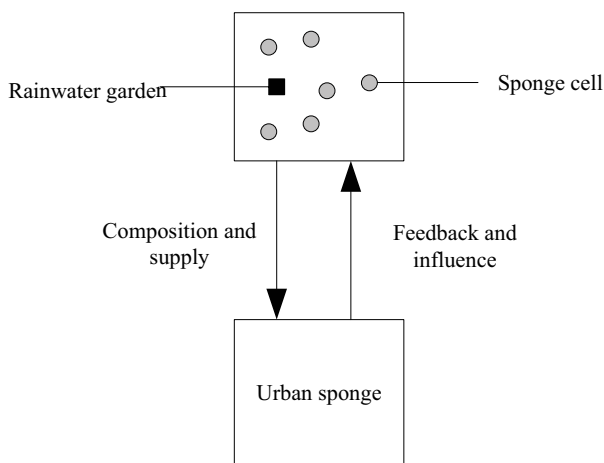 Rainwater garden
Sponge cell
Composition and
supply
Feedback and
influence
Urban sponge